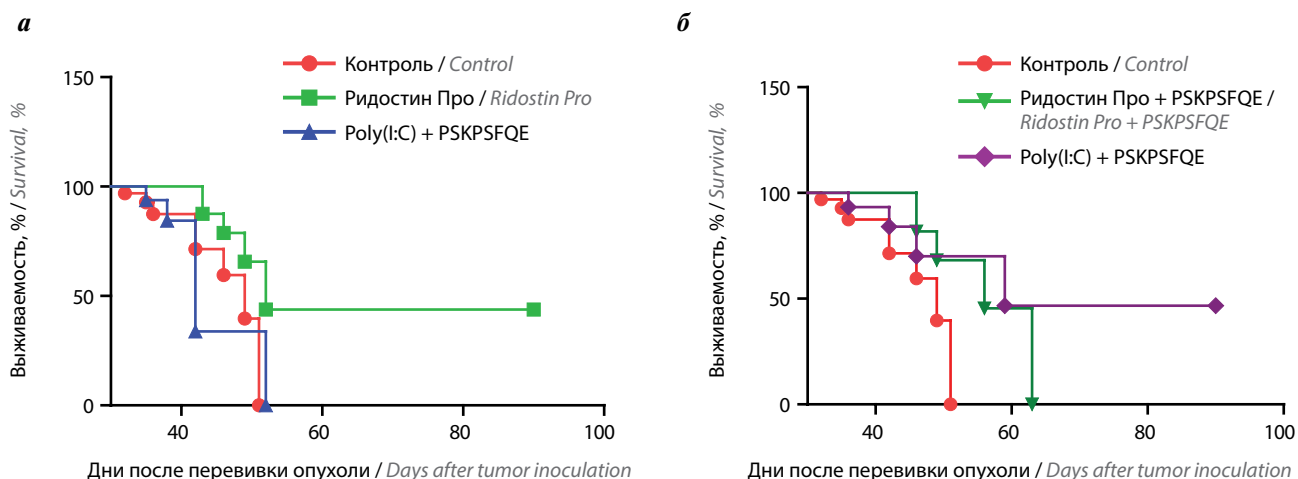 а
Контроль / Control
Ридостин Про / Ridostin Pro
Poly(I:C) + PSKPSFQE
150
100
50
0
Выживаемость, % / Survival, %
40
60
80
100
Дни после перевивки опухоли / Days after tumor inoculation
б
Контроль / Control
Ридостин Про + PSKPSFQE /
Ridostin Pro + PSKPSFQE
Poly(I:C) + PSKPSFQE
150
100
50
0
Выживаемость, % / Survival, %
40
60
80
100
Дни после перевивки опухоли / Days after tumor inoculation